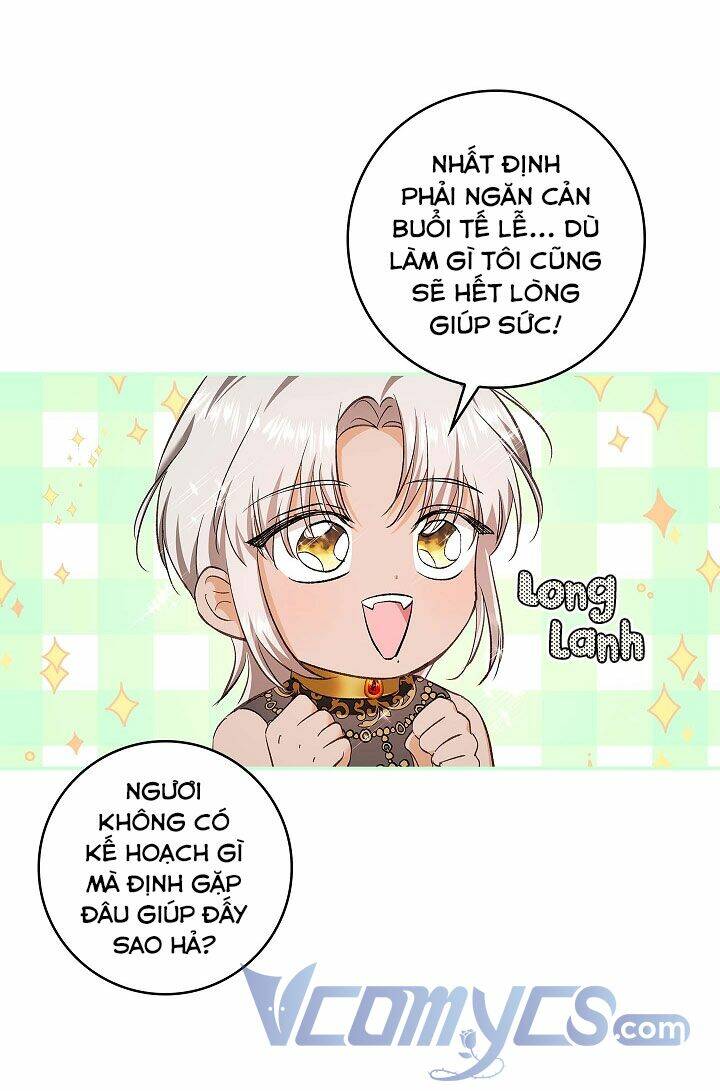 NHẤT ĐỊNH
PHẢI NGĂN CẢN
BUỔI TẾ LỄ... DÙ
LÀM GÌ TÔI CŨNG
SẼ HẾT LÒNG
GIÚP SỨC!
Long
Lanh
NGƯƠI
KHÔNG CÓ
KẾ HOẠCH GÌ
MÀ ĐỊNH GẶP
ĐÂU GIÚP ĐẤY
SAO HẢ?
VCOMYCS.com